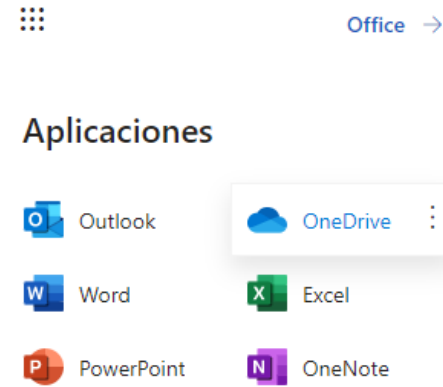 Office →
Aplicaciones
Outlook
OneDrive
Word
Excel
PowerPoint
OneNote